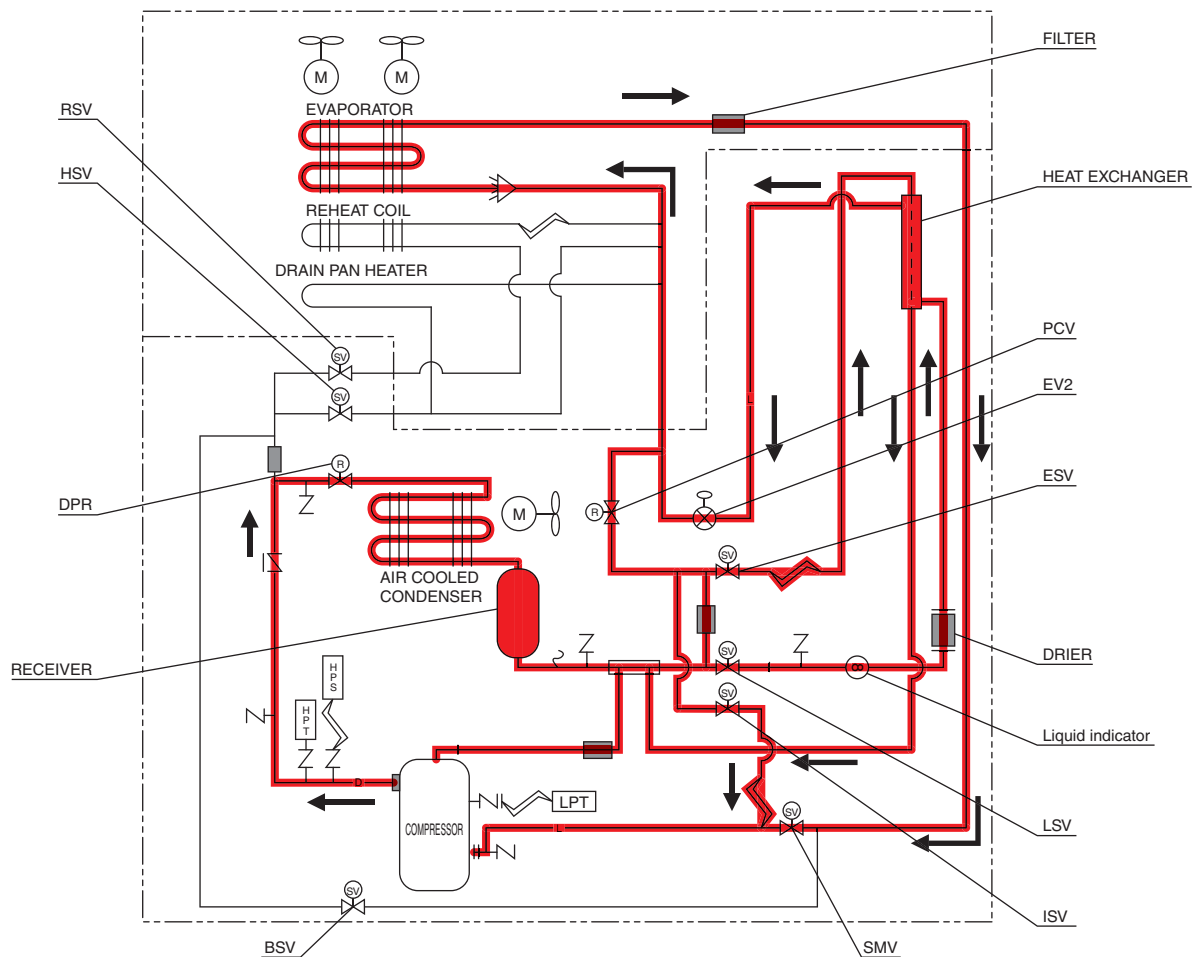 FILTER
M
M
RSV
EVAPORATOR
HSV
HEAT EXCHANGER
REHEAT COIL
DRAIN PAN HEATER
PCV
SV
EV2
SV
L
R
DPR
ESV
R
M
SV
AIR COOLED
CONDENSER
RECEIVER
SV
DRIER
HPS
HPT
SV
Liquid indicator
D
LPT
COMPRESSOR
SV
LSV
SV
ISV
BSV
SMV